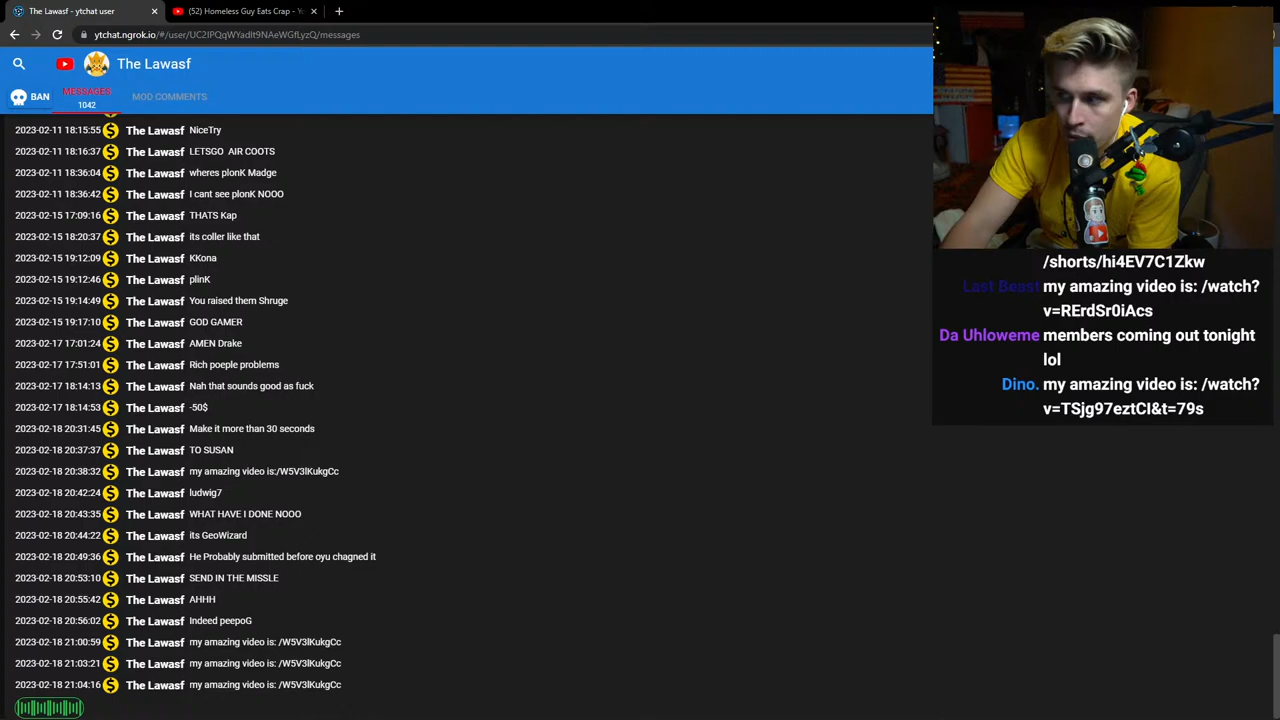 The Lawasf - ytchat user
(52) Homeless Guy Eats Crap - Y
ytchat.ngrok.io/#/user/UC2IPQqWYadIt9NAeWGfLyzQ/messages
The Lawasf
BAN
MESSAGES
1042
MOD COMMENTS
2023-02-11 18:15:55 The Lawasf NiceTry
2023-02-11 18:16:37 The Lawasf LETSGO AIR COOTS
2023-02-11 18:36:04 The Lawasf wheres plonK Madge
2023-02-11 18:36:42 The Lawasf I cant see plonK NOOO
2023-02-15 17:09:16 The Lawasf THATS Kap
2023-02-15 18:20:37 The Lawasf its coller like that
2023-02-15 19:12:09 The Lawasf KKona
2023-02-15 19:12:46 The Lawasf plinK
2023-02-15 19:14:49 The Lawasf You raised them Shruge
2023-02-15 19:17:10 The Lawasf GOD GAMER
2023-02-17 17:01:24 The Lawasf AMEN Drake
2023-02-17 17:51:01 The Lawasf Rich poeple problems
2023-02-17 18:14:13 The Lawasf Nah that sounds good as fuck
2023-02-17 18:14:53 The Lawasf -50$
2023-02-18 20:31:45 The Lawasf Make it more than 30 seconds
2023-02-18 20:37:37 The Lawasf TO SUSAN
2023-02-18 20:38:32 The Lawasf my amazing video is:/W5V3lKukgCc
2023-02-18 20:42:24 The Lawasf ludwig7
2023-02-18 20:43:35 The Lawasf WHAT HAVE I DONE NOOO
2023-02-18 20:44:22 The Lawasf its GeoWizard
2023-02-18 20:49:36 The Lawasf He Probably submitted before oyu chagned it
2023-02-18 20:53:10 The Lawasf SEND IN THE MISSLE
2023-02-18 20:55:42 The Lawasf AHHH
2023-02-18 20:56:02 The Lawasf Indeed peepoG
2023-02-18 21:00:59 The Lawasf my amazing video is: /W5V3lKukgCc
2023-02-18 21:03:21 The Lawasf my amazing video is: /W5V3lKukgCc
2023-02-18 21:04:16 The Lawasf my amazing video is: /W5V3lKukgCc
/shorts/hi4EV7C1Zkw
Last Beast my amazing video is: /watch?
v=RErdSr0iAcs
Da Uhloweme members coming out tonight
lol
Dino. my amazing video is: /watch?
v=TSjg97eztCI&t=79s